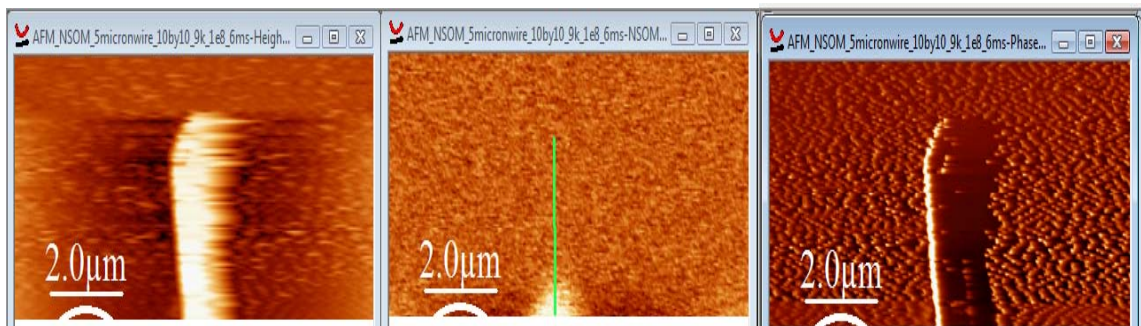 AFM_NSOM_5micronwire_10by10_9k_1e8_6ms-Heigh...
AFM_NSOM_5micronwire_10by10_9k_1e8_6ms-NSOM...
AFM_NSOM_5micronwire_10by10_9k_1e8_6ms-Phase...
2.0µm
2.0µm
2.0µm